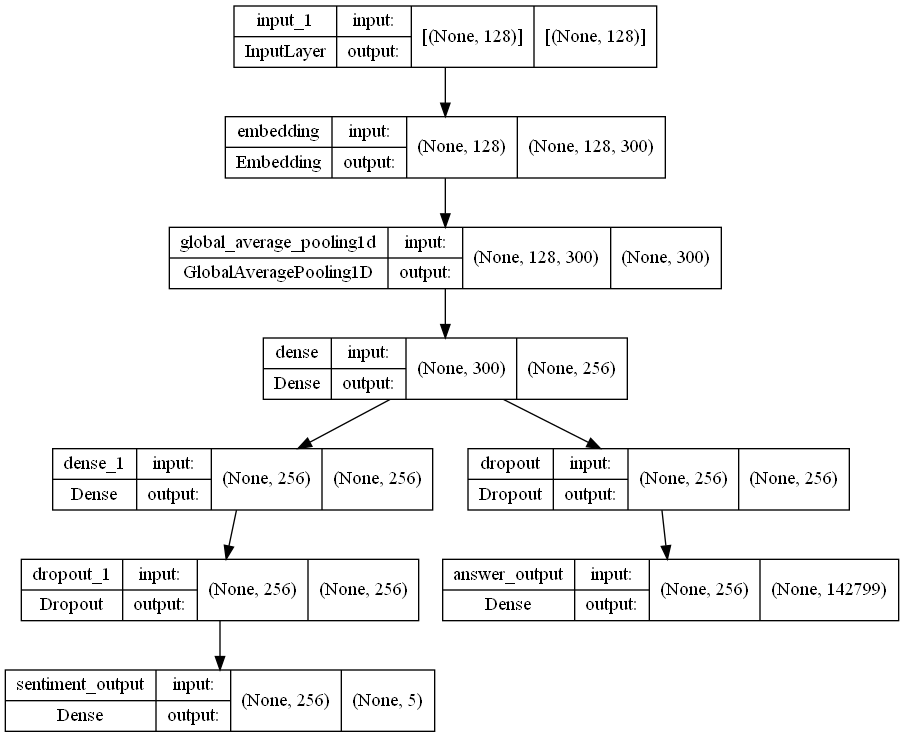 input_1 input: [(None, 128)] [(None, 128)]
InputLayer output:
embedding input: (None, 128) (None, 128, 300)
Embedding output:
global_average_pooling1d input: (None, 128, 300) (None, 300)
GlobalAveragePooling1D output:
dense input: (None, 300) (None, 256)
Dense output:
dense_1 input: (None, 256) (None, 256)
Dense output:
dropout input: (None, 256) (None, 256)
Dropout output:
dropout_1 input: (None, 256) (None, 256)
Dropout output:
answer_output input: (None, 256) (None, 142799)
Dense output:
sentiment_output input: (None, 256) (None, 5)
Dense output: